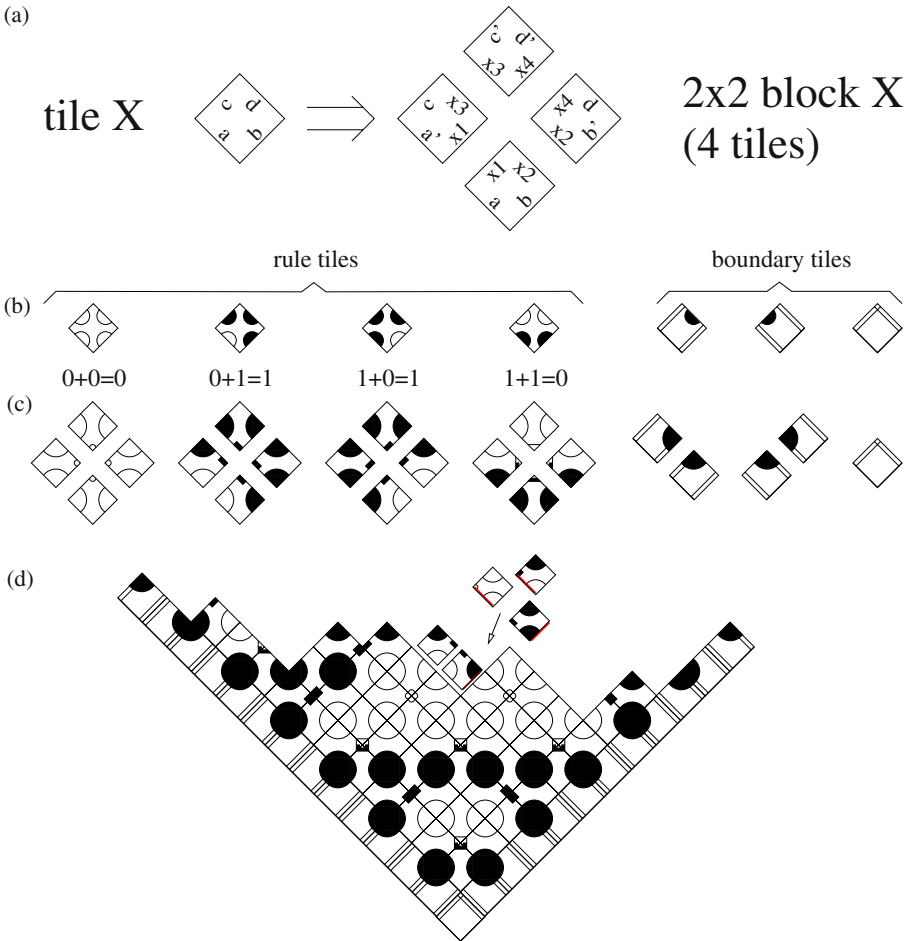 (a)
tile X
c d
a b
c' d'
x3 x4
c x3
a' x1
x4 d
x2 b'
x1 x2
a b
2x2 block X
(4 tiles)
rule tiles
boundary tiles
(b)
0+0=0 0+1=1 1+0=1 1+1=0
(c)
(d)